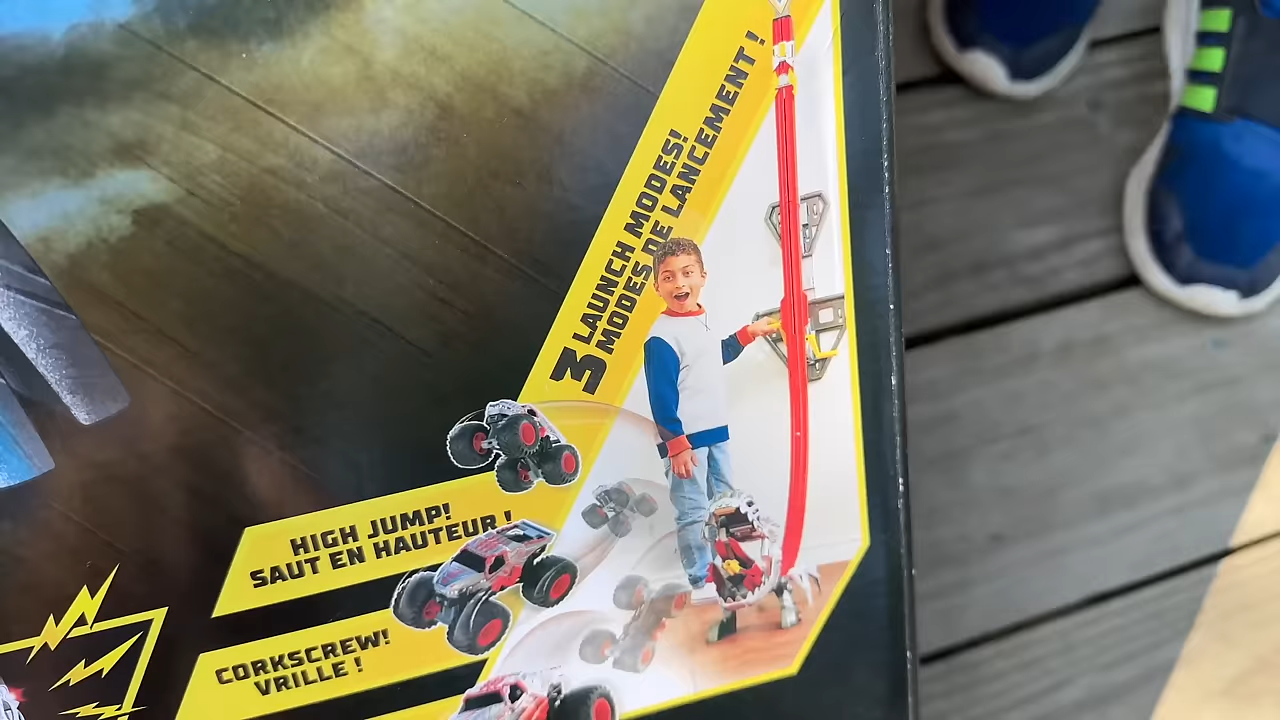 3 LAUNCH MODES!
MODES DE LANCEMENT !
HIGH JUMP!
SAUT EN HAUTEUR !
CORKSCREW!
VRILLE !